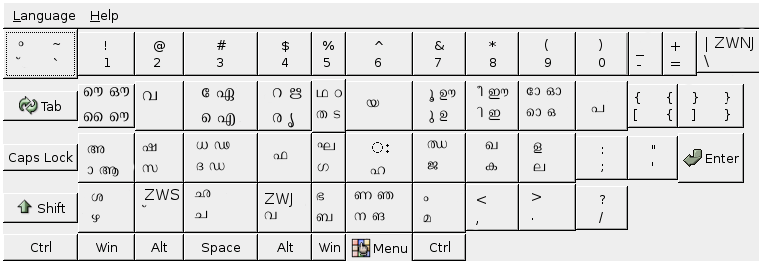 Language Help
° ~ ! @ # $ % ^ & * ( ) _ + | ZWNJ
˘ ` 1 2 3 4 5 6 7 8 9 0 - = \
Tab ൌ ഔ വ േ ഏ റ ഋ ഥ ഠ യ ൂ ഊ ീ ഈ ോ ഓ പ { { } }
ൈ ഐ െ എ ര ൃ ത ട ു ഉ ി ഇ ൊ ഒ [ { ] }
Caps Lock അ ഷ ധ ഢ ഫ ഘ ഃ ഝ ഖ ള : " Enter
ാ ആ സ ദ ഡ ഗ ഹ ജ ക ല ; '
Shift ശ ZWS ഛ ZWJ ഭ ണ ഞ ം < > ?
ഴ ˘ ച വ ബ ന ങ മ , . /
Ctrl Win Alt Space Alt Win Menu Ctrl